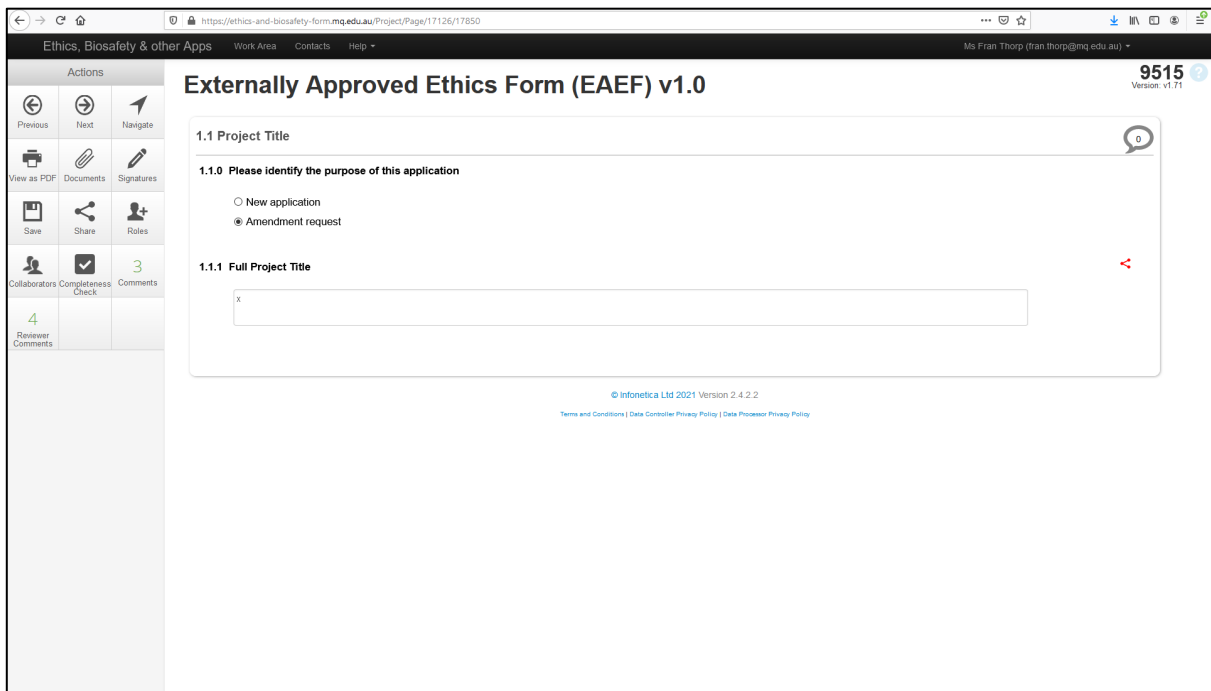 https://ethics-and-biosafety-form.mq.edu.au/Project/Page/17126/17850
Ethics, Biosafety & other Apps Work Area Contacts Help Ms Fran Thorp (fran.thorp@mq.edu.au)
Actions
Previous Next Navigate
View as PDF Documents Signatures
Save Share Roles
Collaborators Completeness Check 3 Comments
4 Reviewer Comments
Externally Approved Ethics Form (EAEF) v1.0
9515 ?
Version: v1.71
1.1 Project Title 0
1.1.0 Please identify the purpose of this application
New application
Amendment request
1.1.1 Full Project Title
x
© Infonetica Ltd 2021 Version 2.4.2.2
Terms and Conditions | Data Controller Privacy Policy | Data Processor Privacy Policy